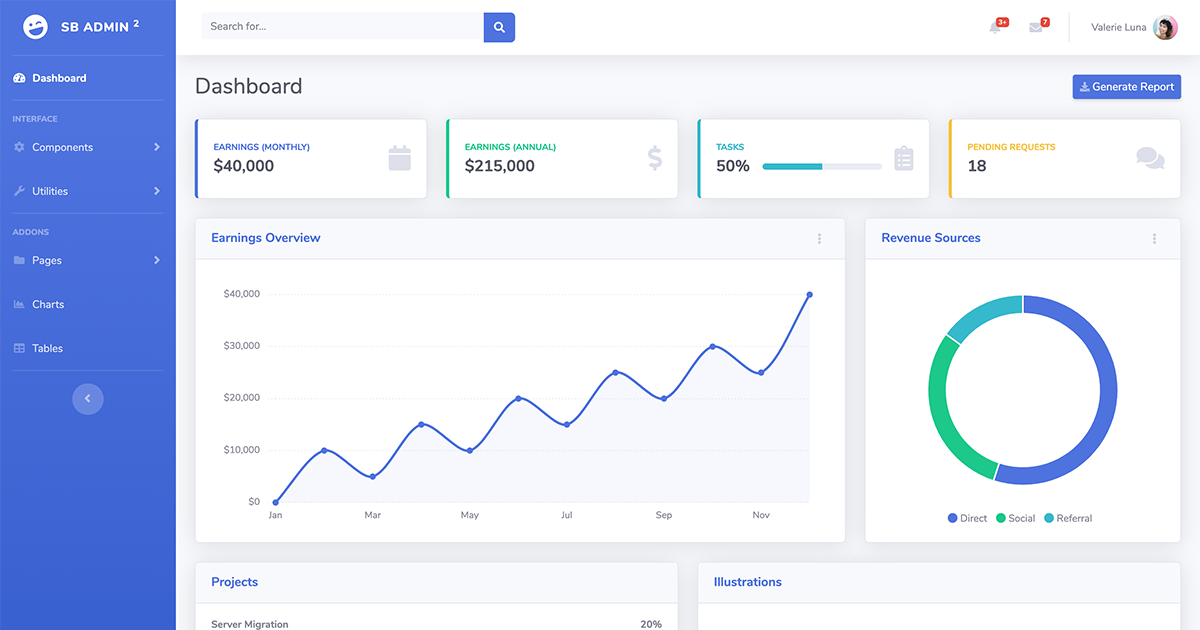 SB ADMIN 2
Search for...
3+
7
Valerie Luna
Dashboard
INTERFACE
Components
Utilities
ADDONS
Pages
Charts
Tables
Dashboard
Generate Report
EARNINGS (MONTHLY)
$40,000
EARNINGS (ANNUAL)
$215,000
TASKS
50%
PENDING REQUESTS
18
Earnings Overview
$40,000
$30,000
$20,000
$10,000
$0
Jan Mar May Jul Sep Nov
Revenue Sources
Direct Social Referral
Projects
Server Migration 20%
Illustrations